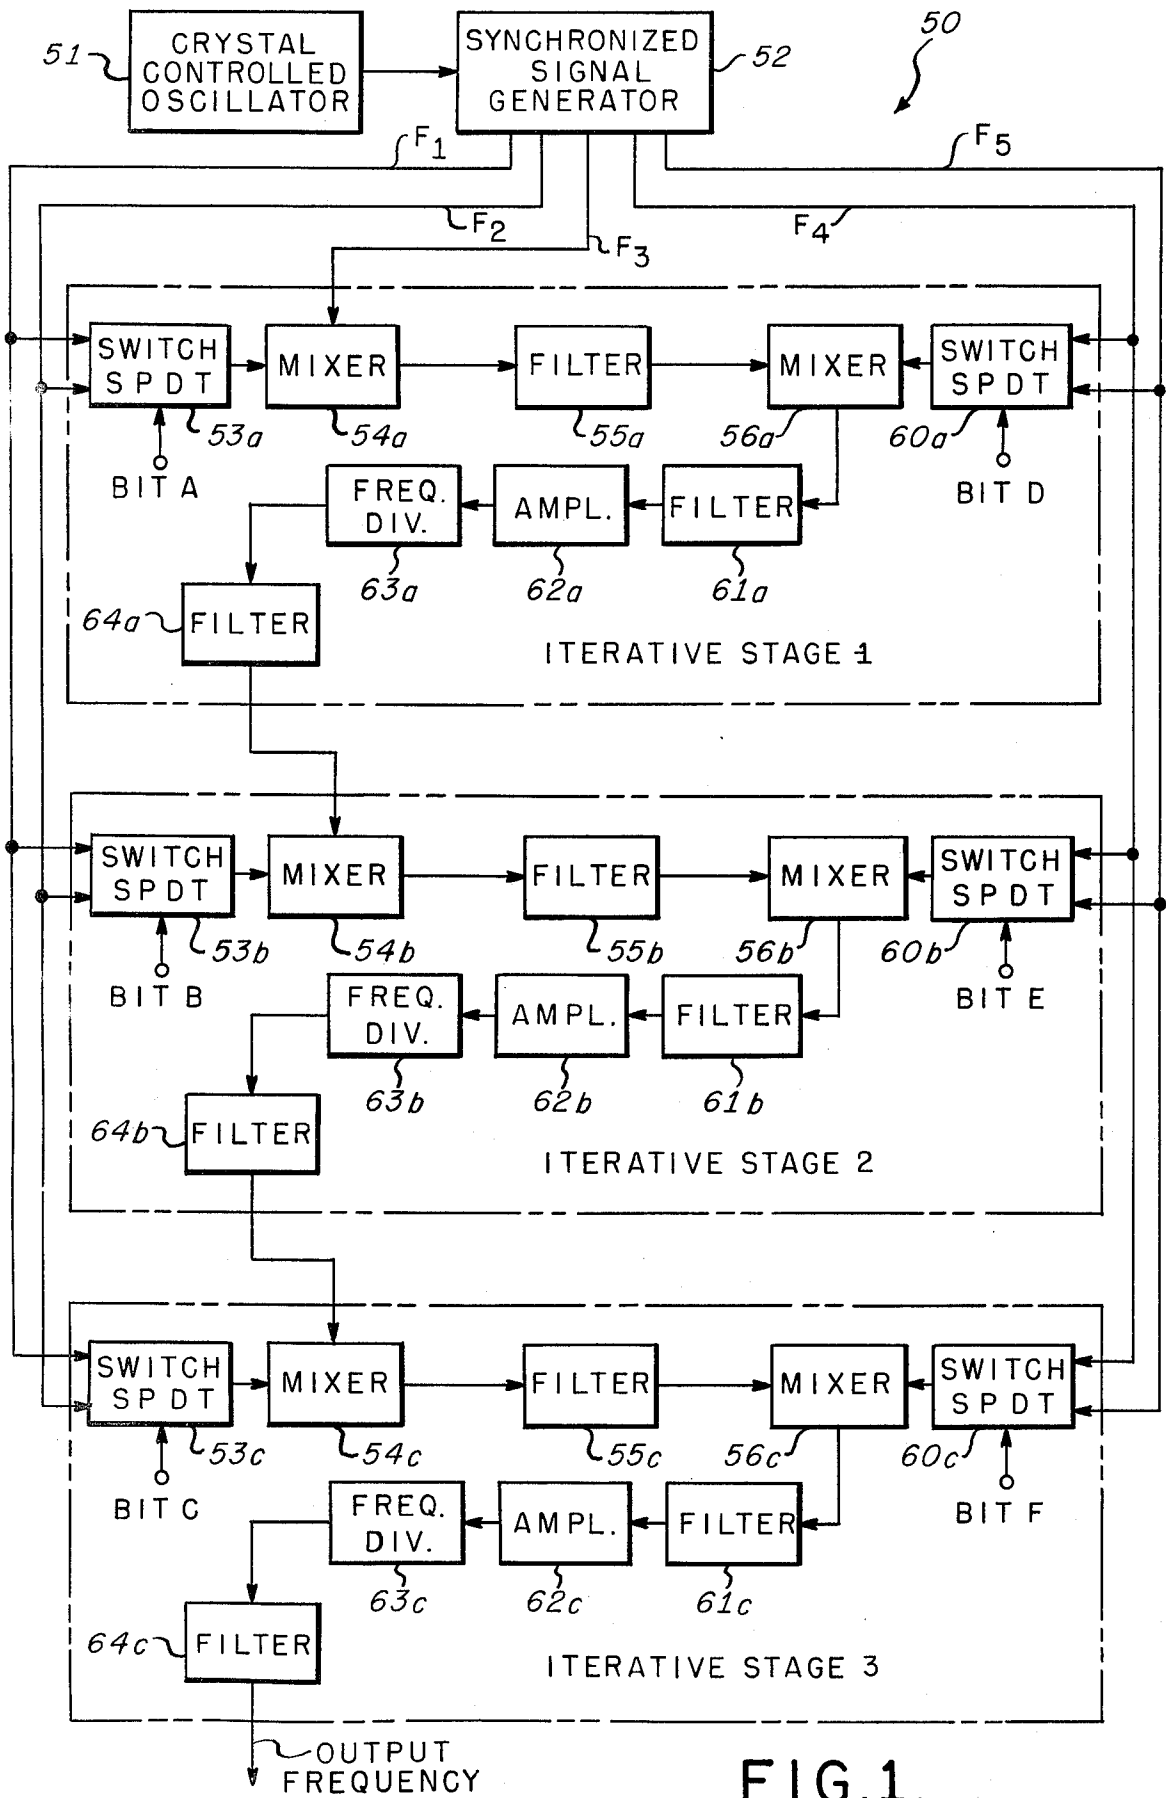 50
51
CRYSTAL
CONTROLLED
OSCILLATOR
SYNCHRONIZED
SIGNAL
GENERATOR
52
F1
F2
F3
F4
F5
SWITCH
SPDT
MIXER
FILTER
MIXER
SWITCH
SPDT
53a
54a
55a
56a
60a
BIT A
BIT D
FREQ.
DIV.
AMPL.
FILTER
63a
62a
61a
64a
FILTER
ITERATIVE STAGE 1
SWITCH
SPDT
MIXER
FILTER
MIXER
SWITCH
SPDT
53b
54b
55b
56b
60b
BIT B
BIT E
FREQ.
DIV.
AMPL.
FILTER
63b
62b
61b
64b
FILTER
ITERATIVE STAGE 2
SWITCH
SPDT
MIXER
FILTER
MIXER
SWITCH
SPDT
53c
54c
55c
56c
60c
BIT C
BIT F
FREQ.
DIV.
AMPL.
FILTER
63c
62c
61c
64c
FILTER
ITERATIVE STAGE 3
OUTPUT
FREQUENCY
FIG.1